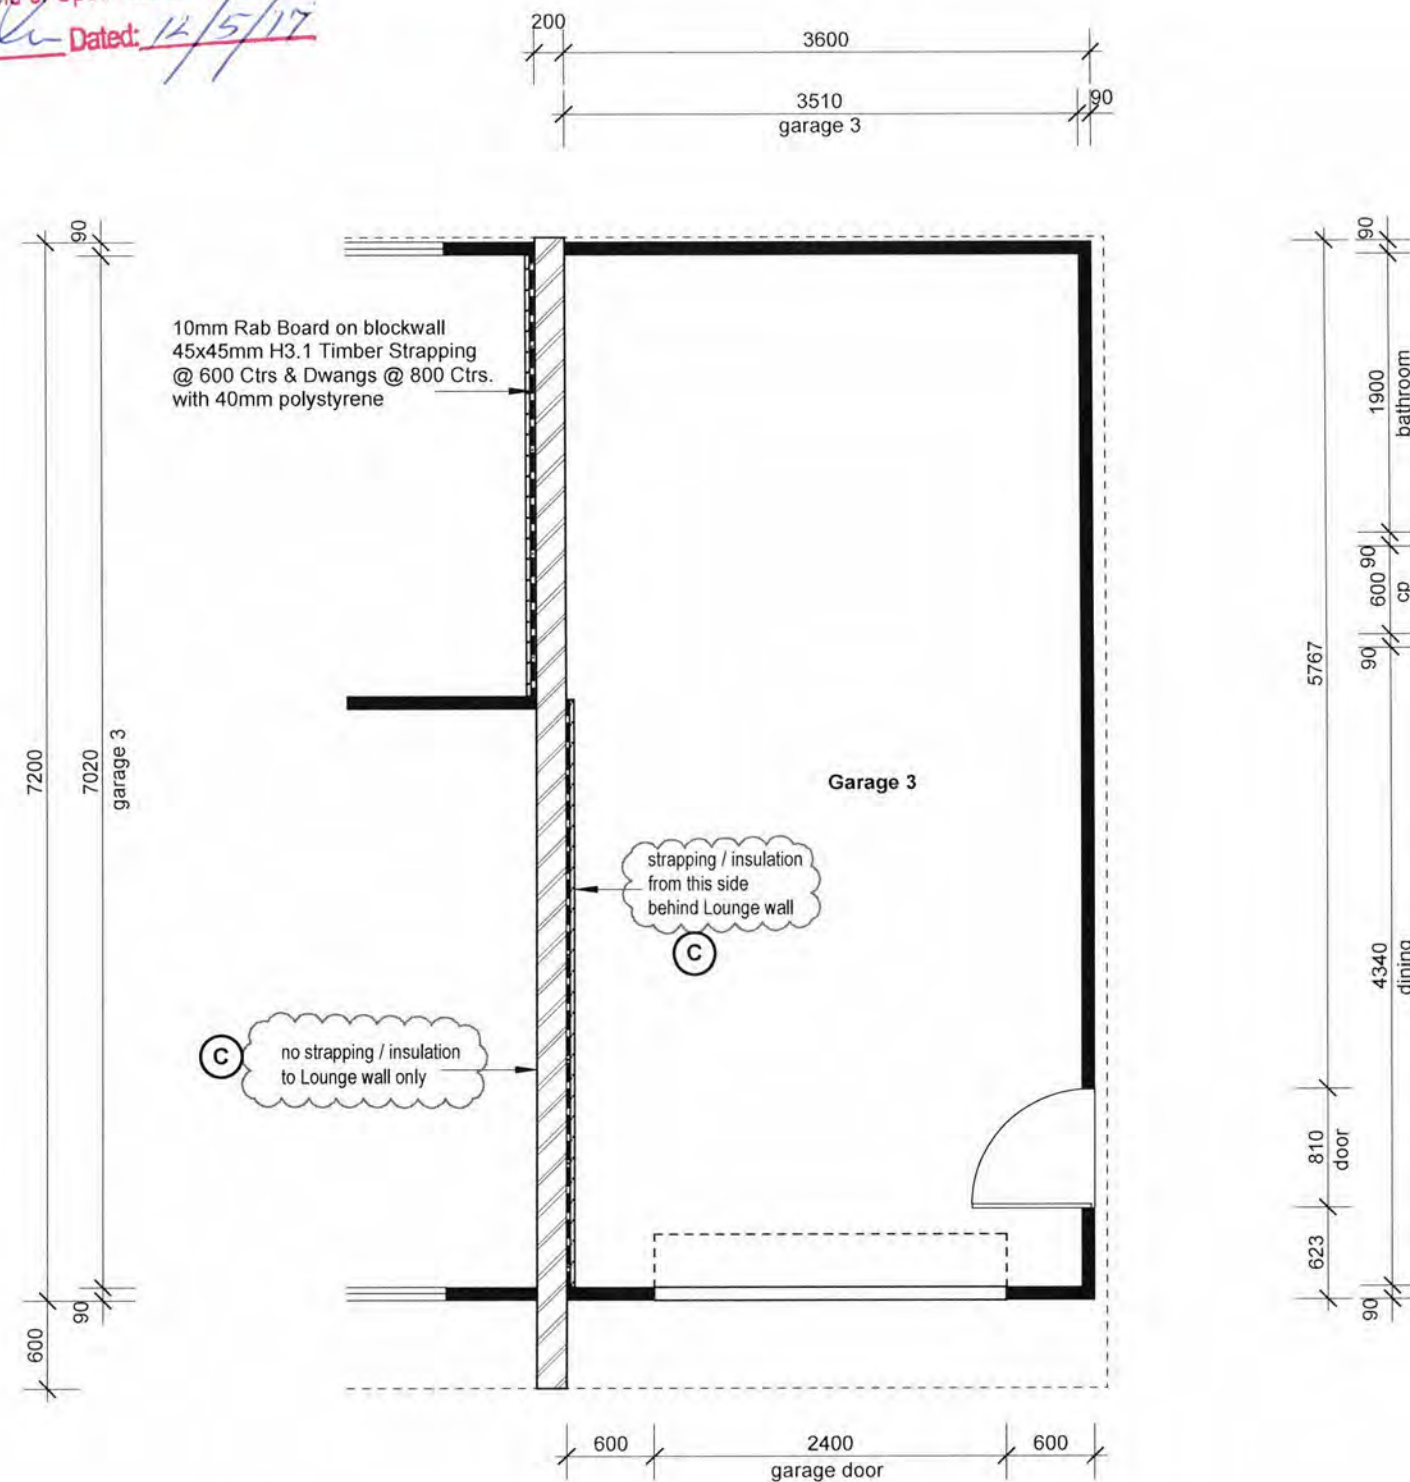 Dated: 12/5/17
200
3600
3510
90
garage 3
90
7200
7020
garage 3
90
600
10mm Rab Board on blockwall
45x45mm H3.1 Timber Strapping
@ 600 Ctrs & Dwangs @ 800 Ctrs.
with 40mm polystyrene
Garage 3
strapping / insulation
from this side
behind Lounge wall
C
C
no strapping / insulation
to Lounge wall only
5767
810
door
623
90
1900
bathroom
90
600
cp
90
4340
dining
90
600
2400
600
garage door